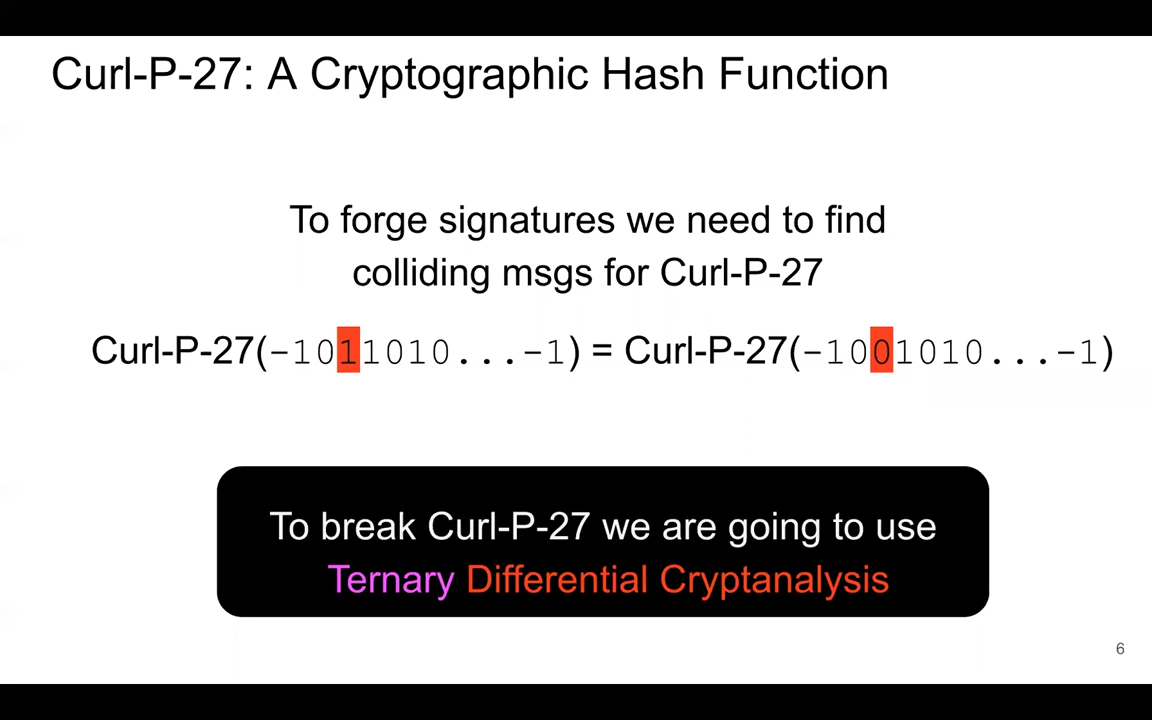 Curl-P-27: A Cryptographic Hash Function
To forge signatures we need to find
colliding msgs for Curl-P-27
Curl-P-27(-1011010...-1) = Curl-P-27(-1001010...-1)
To break Curl-P-27 we are going to use
Ternary Differential Cryptanalysis
6